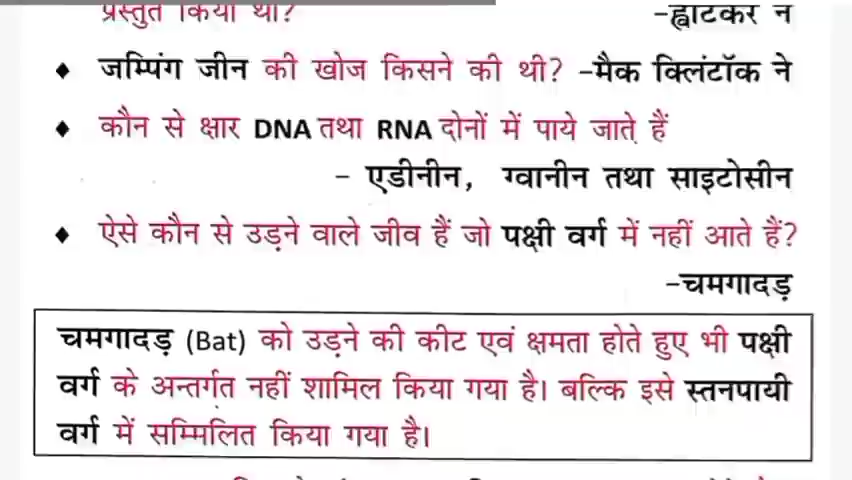 प्रस्तुत किया था? -ह्वाटकर ने
♦ जम्पिंग जीन की खोज किसने की थी? -मैक क्लिंटॉक ने
♦ कौन से क्षार DNA तथा RNA दोनों में पाये जाते हैं
- एडीनीन, ग्वानीन तथा साइटोसीन
♦ ऐसे कौन से उड़ने वाले जीव हैं जो पक्षी वर्ग में नहीं आते हैं?
-चमगादड़
चमगादड़ (Bat) को उड़ने की कीट एवं क्षमता होते हुए भी पक्षी
वर्ग के अन्तर्गत नहीं शामिल किया गया है। बल्कि इसे स्तनपायी
वर्ग में सम्मिलित किया गया है।